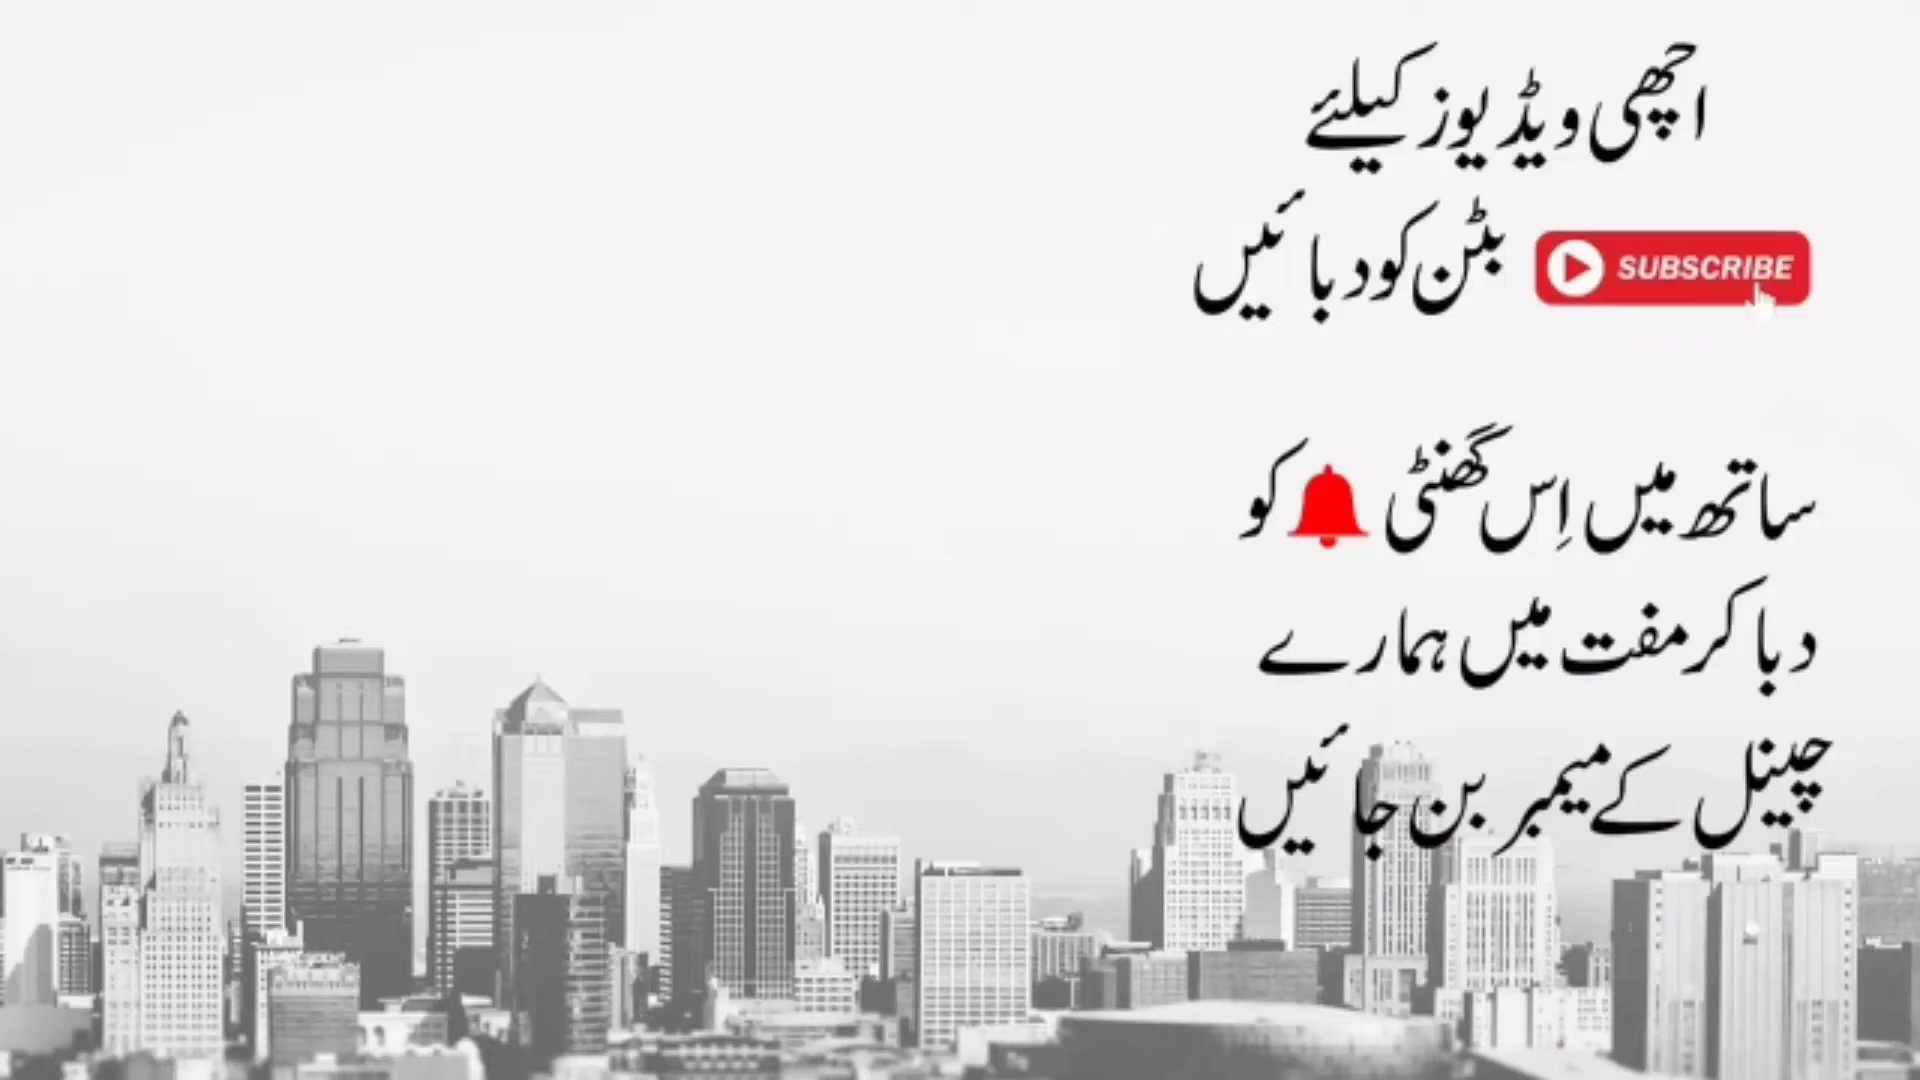 اچھی ویڈیوز کیلئے
SUBSCRIBE بٹن کو دبائیں
ساتھ میں اِس گھنٹی کو
دبا کر مفت میں ہمارے
چینل کے میمبر بن جائیں